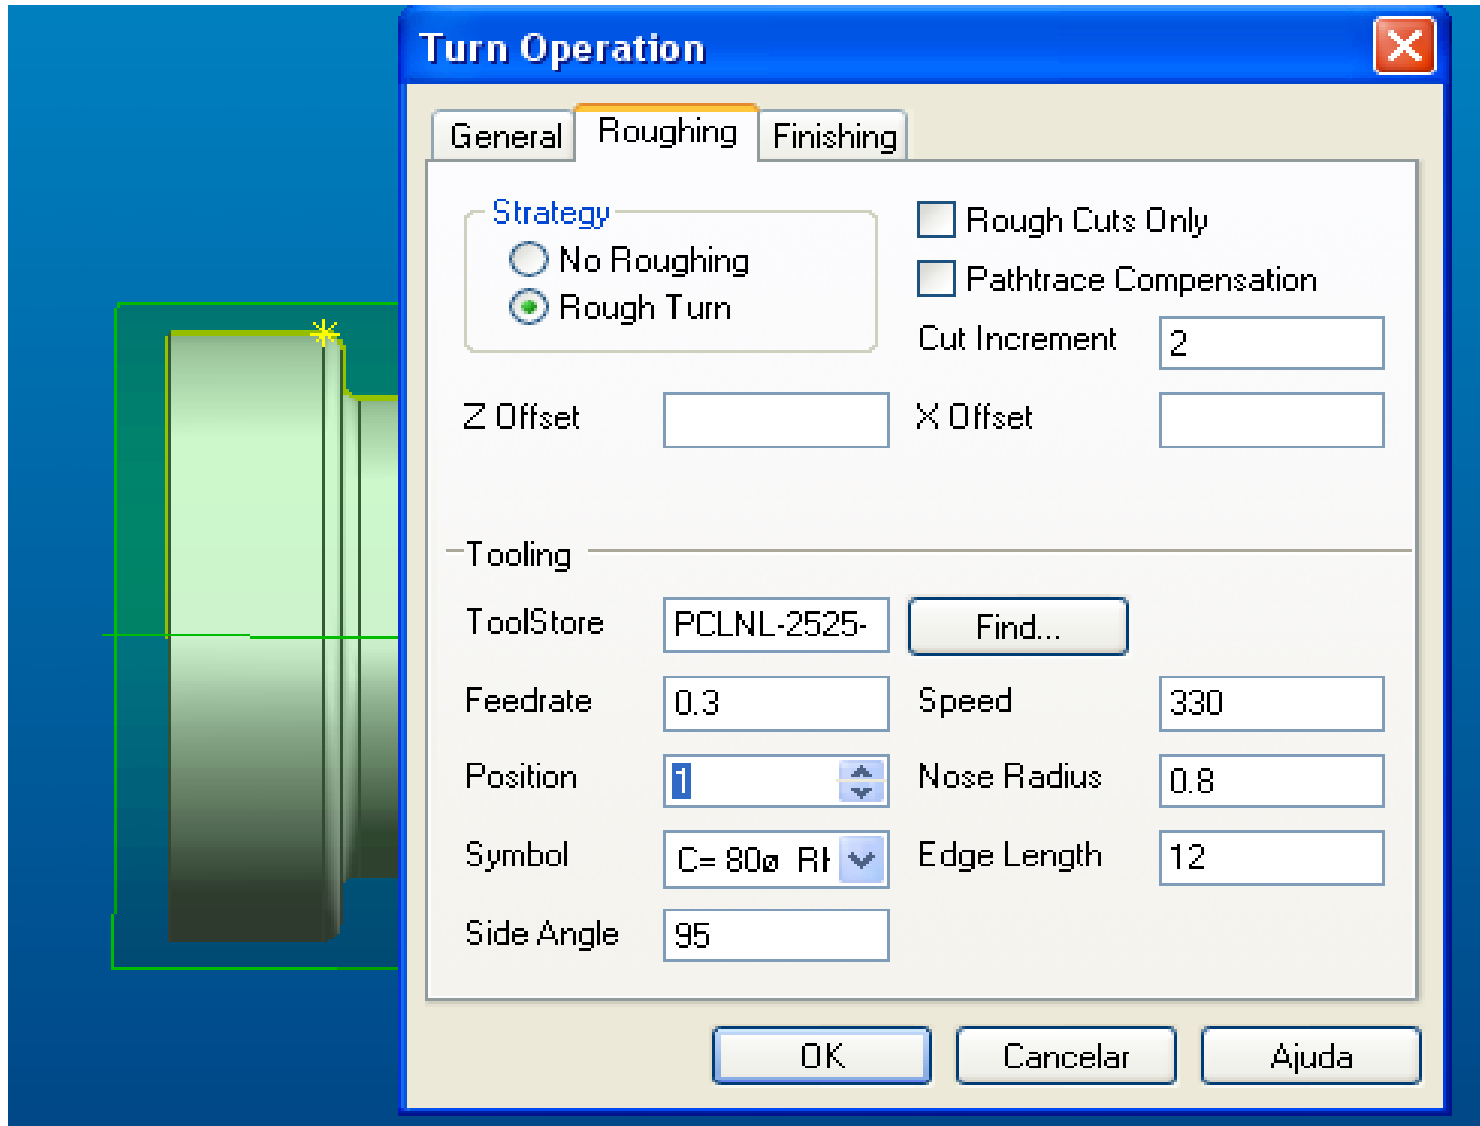 Turn Operation
General Roughing Finishing
Strategy
No Roughing
Rough Turn
Rough Cuts Only
Pathtrace Compensation
Cut Increment 2
Z Offset X Offset
Tooling
ToolStore PCLNL-2525- Find...
Feedrate 0.3 Speed 330
Position 1 Nose Radius 0.8
Symbol C= 80ø Edge Length 12
Side Angle 95
OK Cancelar Ajuda